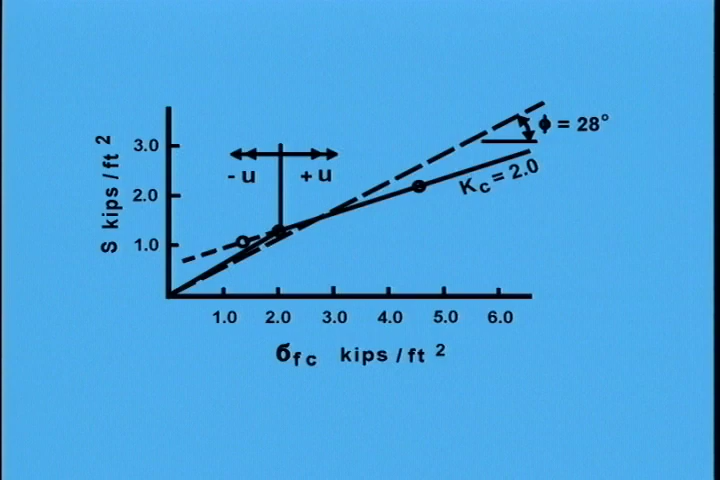 S kips/ft 2
3.0
2.0
1.0
- u
+ u
ϕ = 28°
Kc = 2.0
1.0 2.0 3.0 4.0 5.0 6.0
σfc kips/ft 2